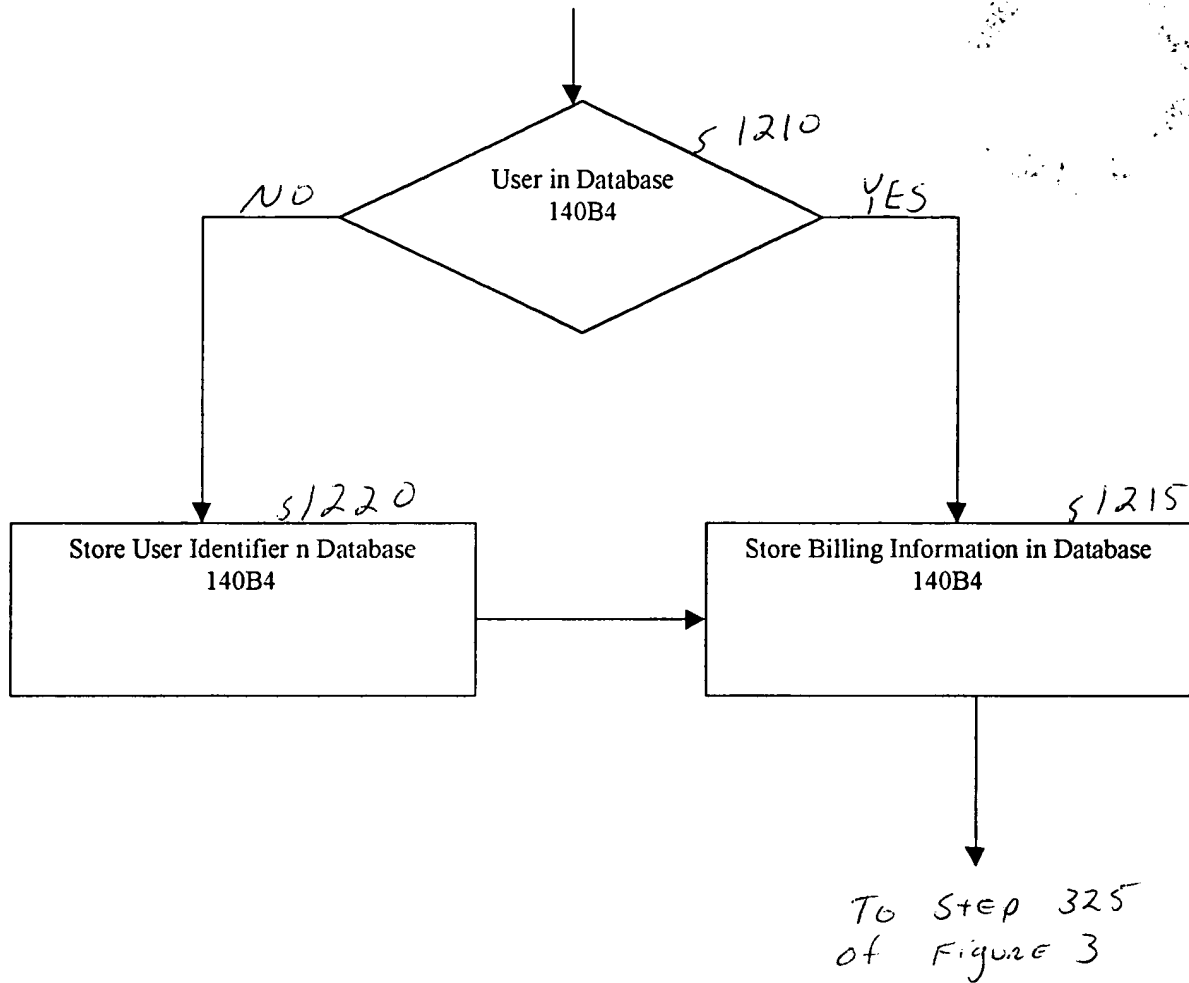 S 1210
User in Database
140B4
NO
YES
S1220
S1215
Store User Identifier n Database
140B4
Store Billing Information in Database
140B4
To Step 325
of Figure 3